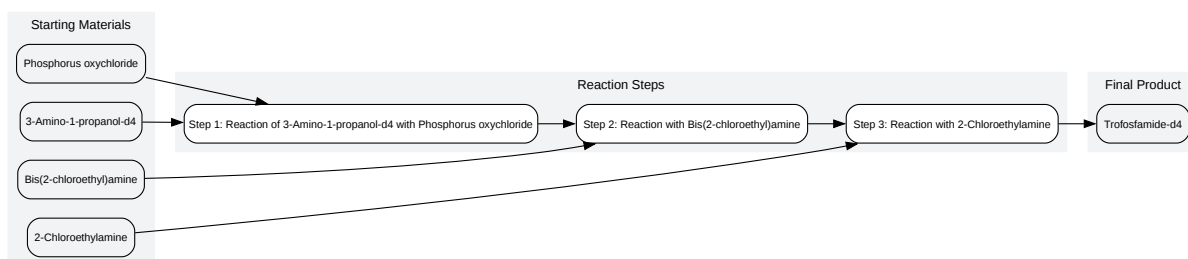 Starting Materials
Phosphorus oxychloride
3-Amino-1-propanol-d4
Bis(2-chloroethyl)amine
2-Chloroethylamine
Reaction Steps
Step 1: Reaction of 3-Amino-1-propanol-d4 with Phosphorus oxychloride
Step 2: Reaction with Bis(2-chloroethyl)amine
Step 3: Reaction with 2-Chloroethylamine
Final Product
Trofosfamide-d4